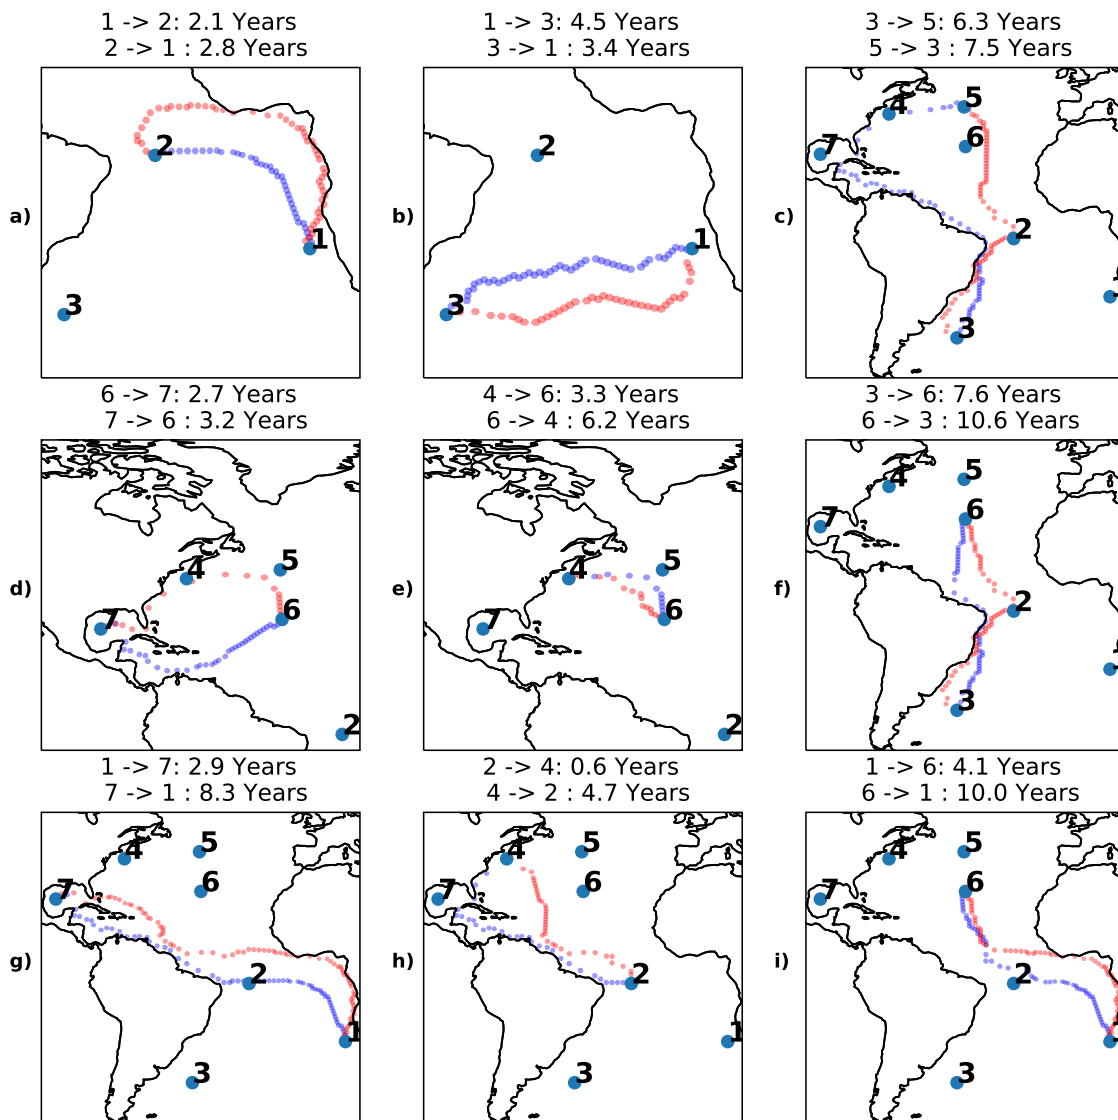 1 -> 2: 2.1 Years
2 -> 1 : 2.8 Years
1 -> 3: 4.5 Years
3 -> 1 : 3.4 Years
3 -> 5: 6.3 Years
5 -> 3 : 7.5 Years
a)
2
1
3
b)
2
1
3
c)
4
5
6
7
2
3
6 -> 7: 2.7 Years
7 -> 6 : 3.2 Years
4 -> 6: 3.3 Years
6 -> 4 : 6.2 Years
3 -> 6: 7.6 Years
6 -> 3 : 10.6 Years
d)
4
5
6
7
2
e)
4
5
6
7
2
f)
4
5
6
7
2
3
1 -> 7: 2.9 Years
7 -> 1 : 8.3 Years
2 -> 4: 0.6 Years
4 -> 2 : 4.7 Years
1 -> 6: 4.1 Years
6 -> 1 : 10.0 Years
g)
4
5
6
7
2
1
3
h)
4
5
6
7
2
1
3
i)
4
5
6
7
2
3